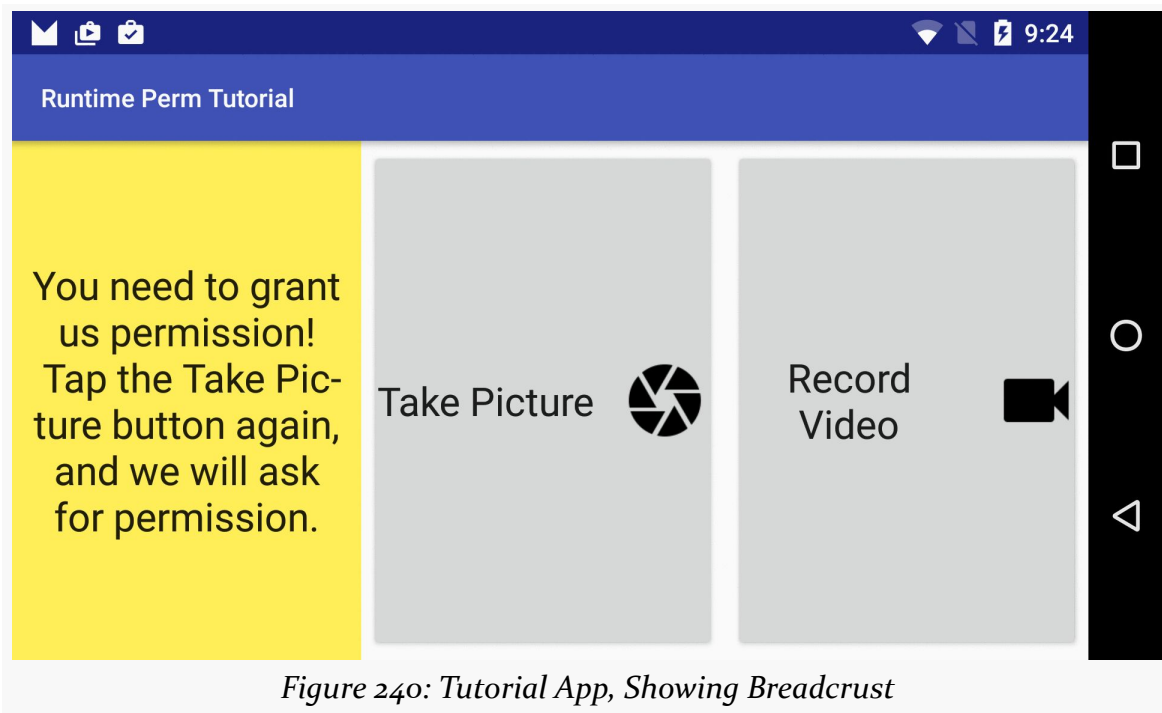 9:24
Runtime Perm Tutorial
You need to grant
us permission!
Tap the Take Pic-
ture button again,
and we will ask
for permission.
Take Picture
Record
Video
Figure 240: Tutorial App, Showing Breadcrust